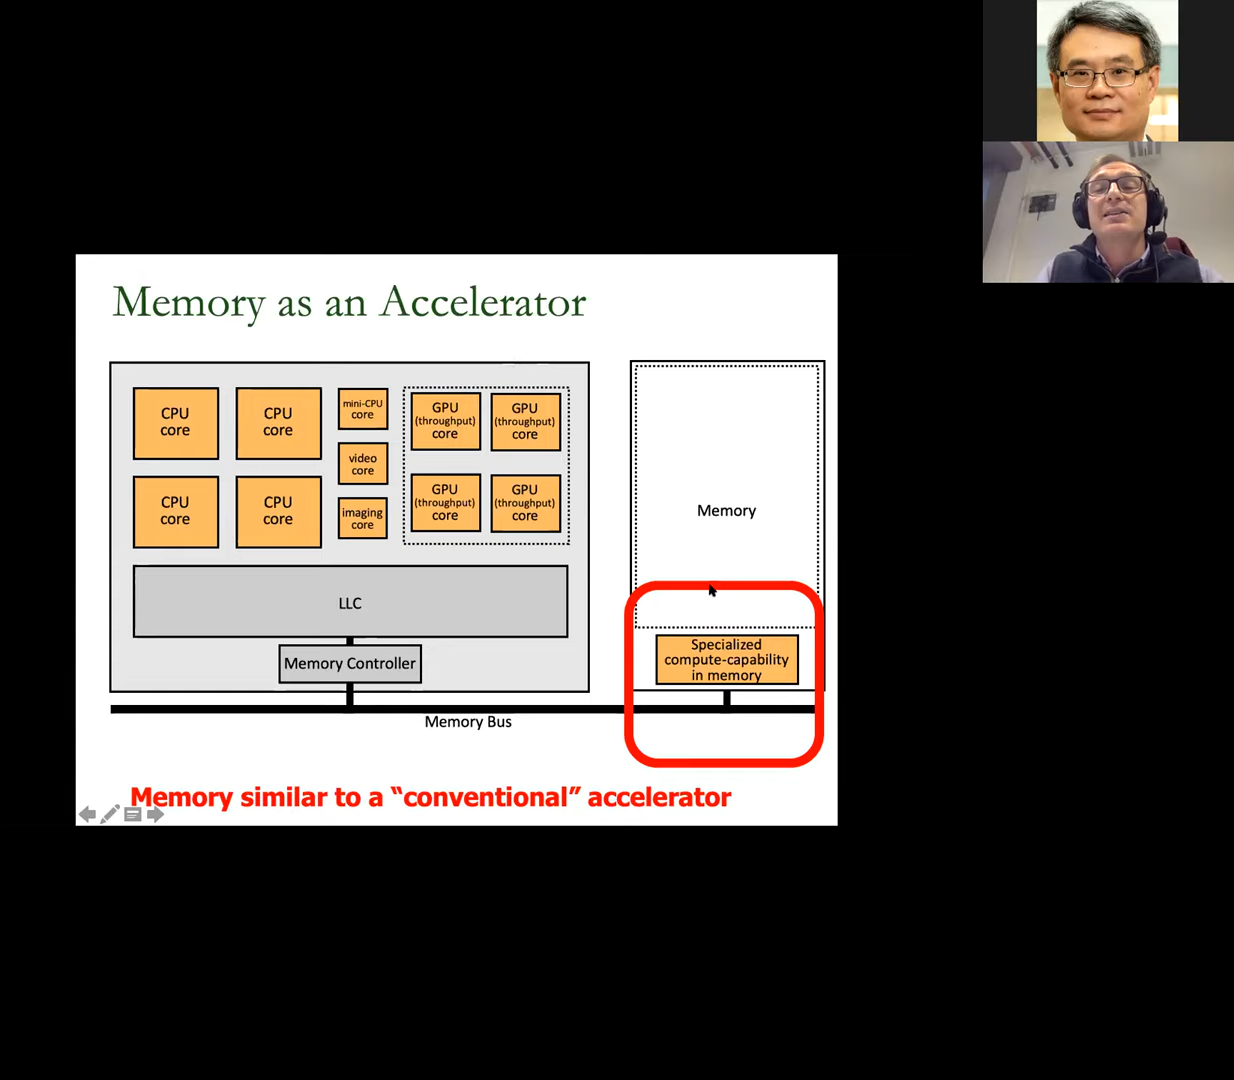 Memory as an Accelerator
CPU
core
CPU
core
mini-CPU
core
GPU
(throughput)
core
GPU
(throughput)
core
video
core
CPU
core
CPU
core
imaging
core
GPU
(throughput)
core
GPU
(throughput)
core
Memory
LLC
Memory Controller
Specialized
compute-capability
in memory
Memory Bus
Memory similar to a “conventional” accelerator